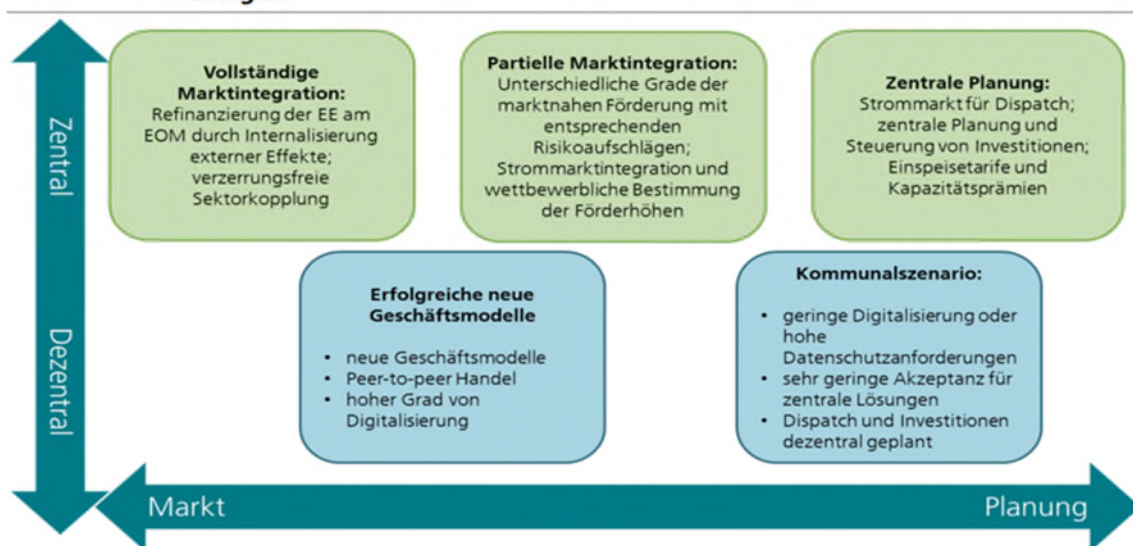 Zentral
Dezentral
Vollständige
Marktintegration:
Refinanzierung der EE am
EOM durch Internalisierung
externer Effekte;
verzerrungsfreie
Sektorkopplung
Partielle Marktintegration:
Unterschiedliche Grade der
marktnahen Förderung mit
entsprechenden
Risikoaufschlägen;
Strommarktintegration und
wettbewerbliche Bestimmung
der Förderhöhen
Zentrale Planung:
Strommarkt für Dispatch;
zentrale Planung und
Steuerung von Investitionen;
Einspeisetarife und
Kapazitätsprämien
Erfolgreiche neue
Geschäftsmodelle
• neue Geschäftsmodelle
• Peer-to-peer Handel
• hoher Grad von
Digitalisierung
Kommunalszenario:
• geringe Digitalisierung oder
hohe
Datenschutzanforderungen
• sehr geringe Akzeptanz für
zentrale Lösungen
• Dispatch und Investitionen
dezentral geplant
Markt
Planung